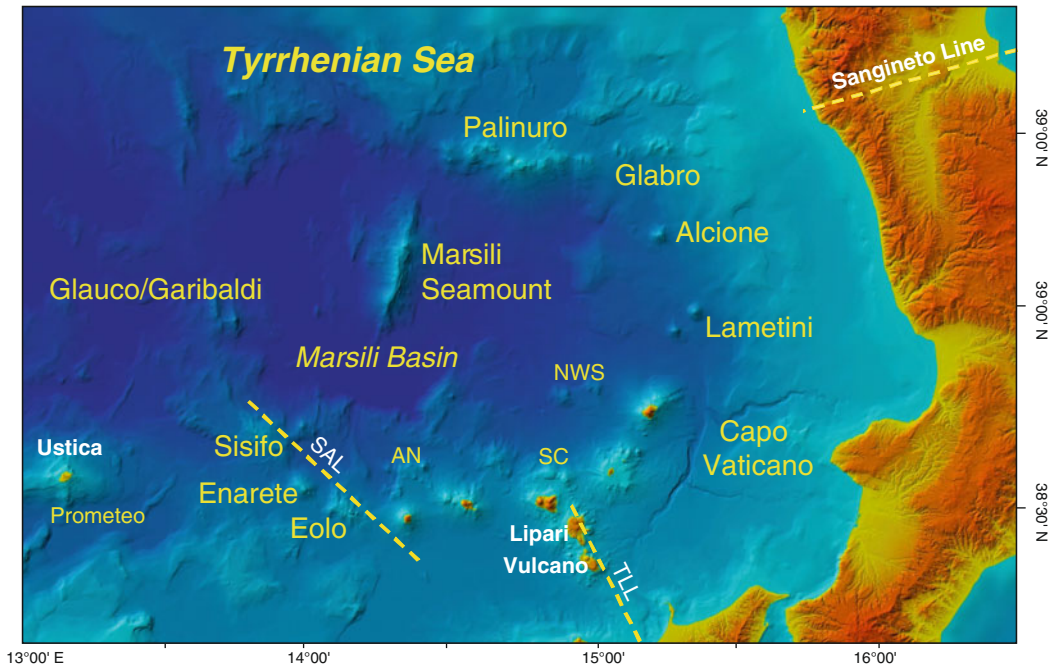 Tyrrhenian Sea
Sangineto Line
Palinuro
39°00' N
Glabro
Alcione
Marsili
Seamount
Glauco/Garibaldi
39°00' N
Lametini
Marsili Basin
NWS
Capo
Vaticano
Ustica
Sisifo
SAL
AN
SC
Enarete
Prometeo
Eolo
38°30' N
Lipari
Vulcano
TLL
13°00' E
14°00'
15°00'
16°00'